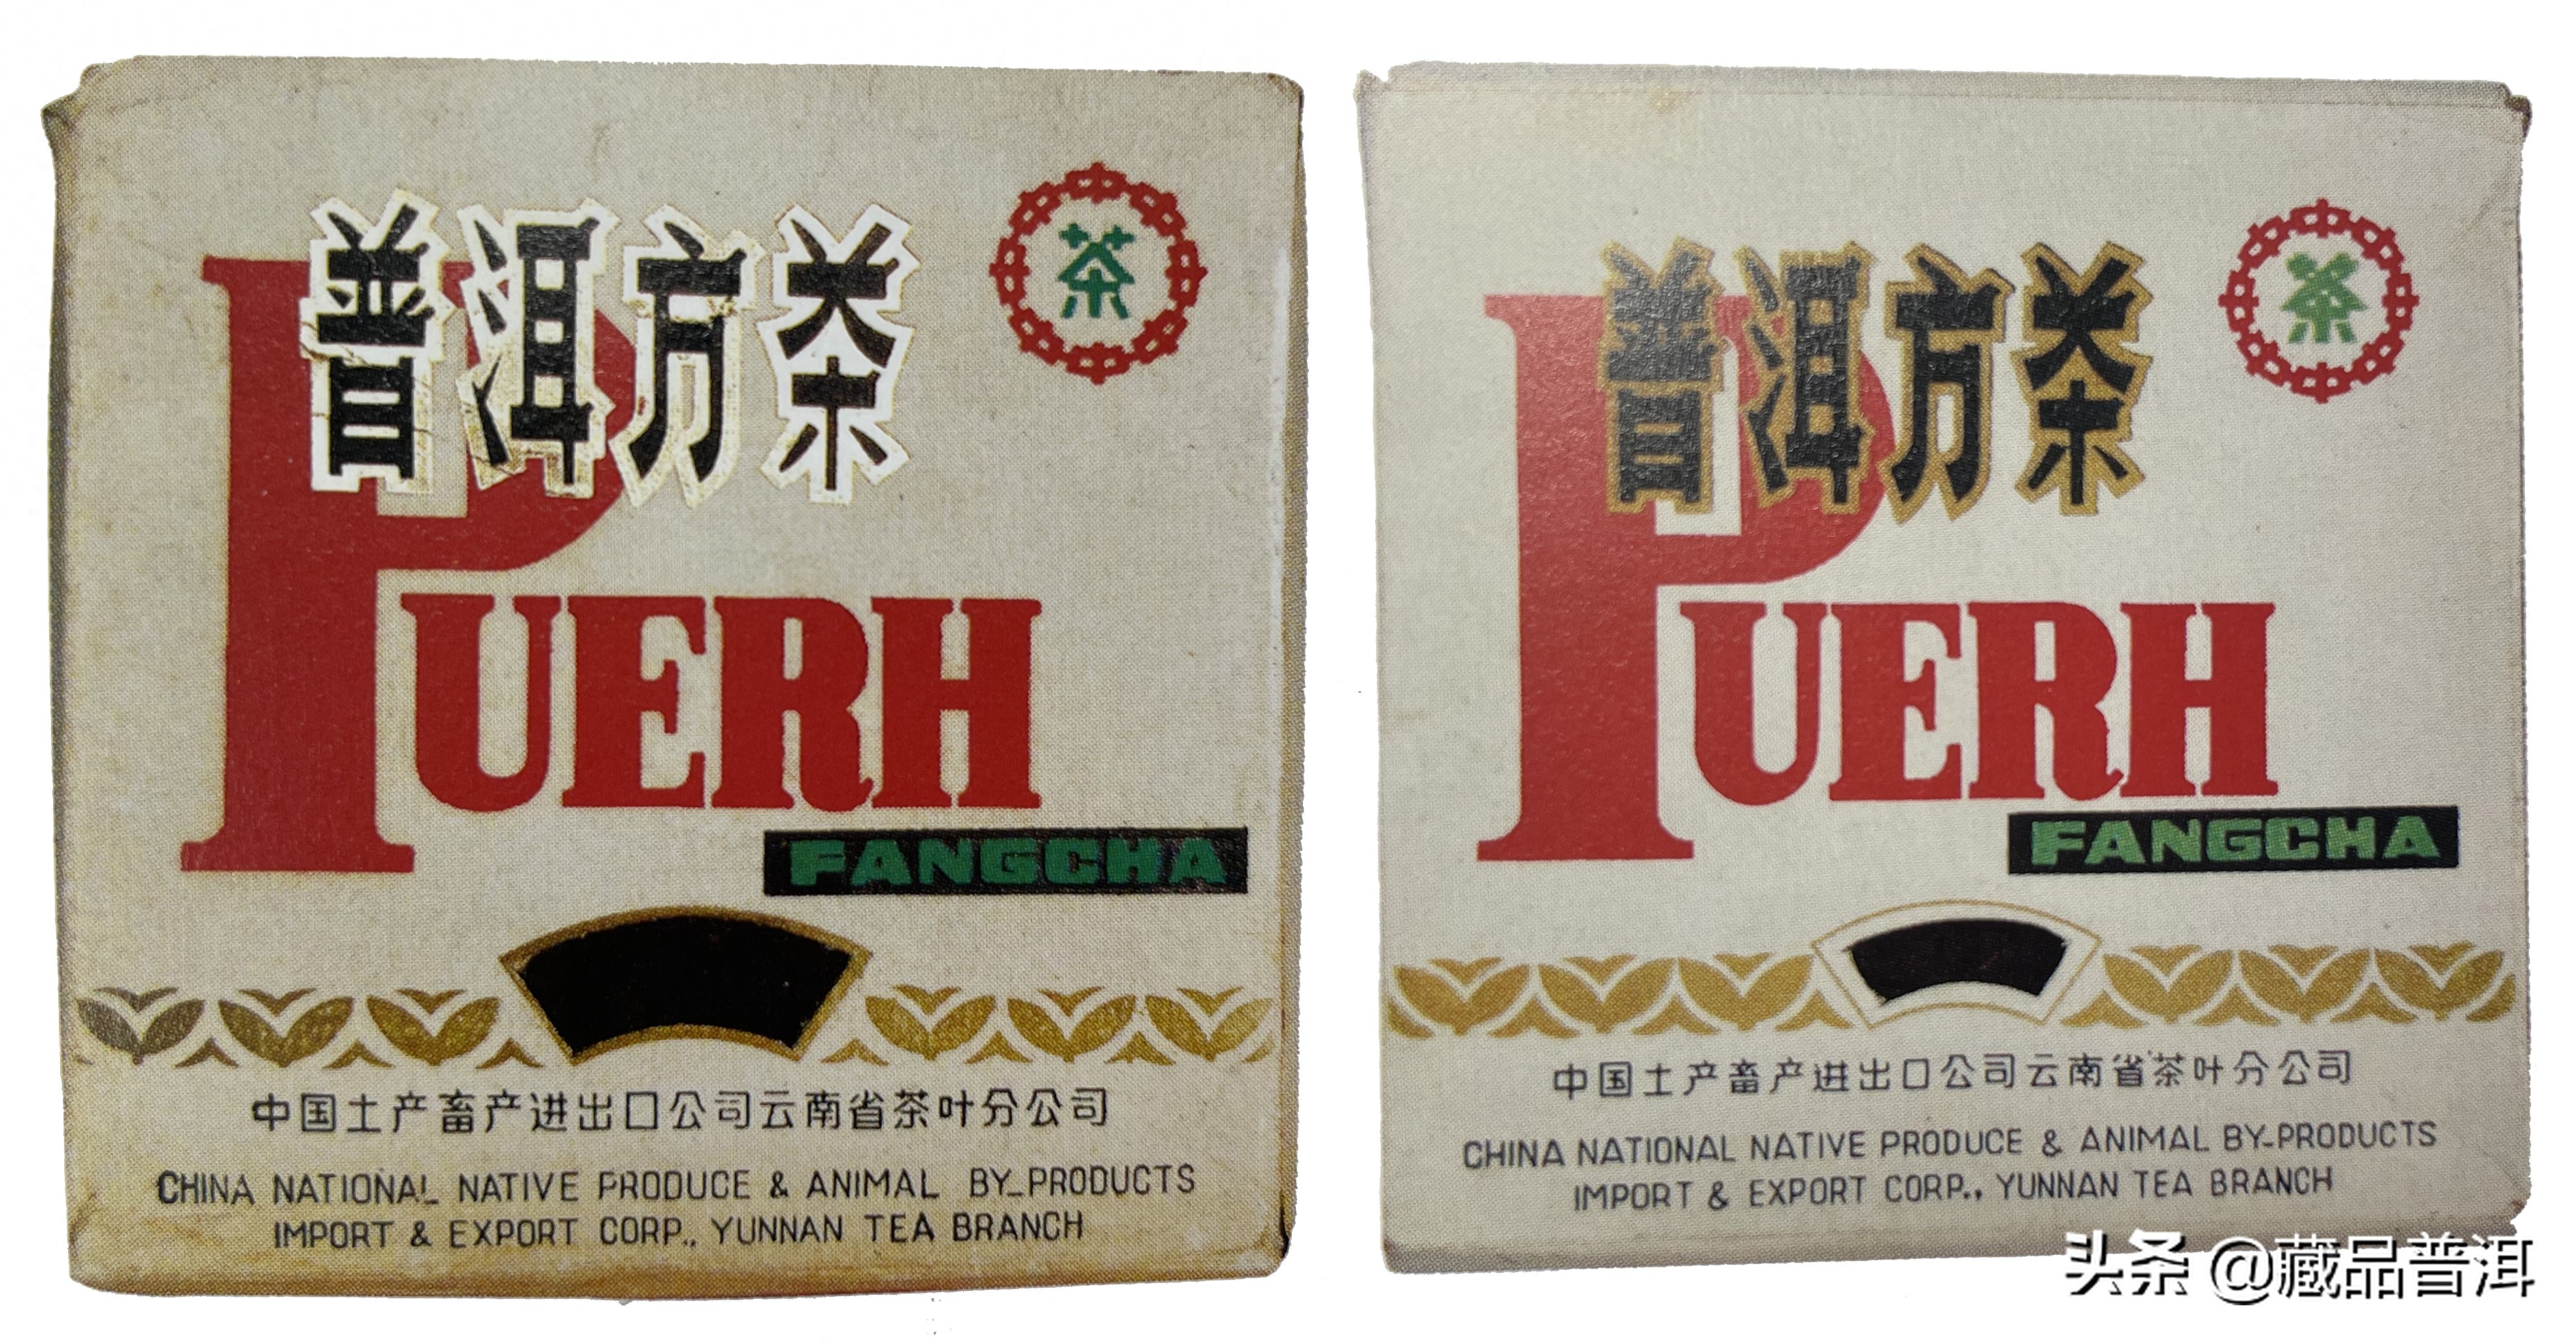 普洱方茶
茶
PUERH
FANGCHA
中国土产畜产进出口公司云南省茶叶分公司
CHINA NATIONAL NATIVE PRODUCE & ANIMAL BY-PRODUCTS
IMPORT & EXPORT CORP., YUNNAN TEA BRANCH
普洱方茶
茶
PUERH
FANGCHA
中国土产畜产进出口公司云南省茶叶分公司
CHINA NATIONAL NATIVE PRODUCE & ANIMAL BY-PRODUCTS
IMPORT & EXPORT CORP., YUNNAN TEA BRANCH
头条 @藏品普洱